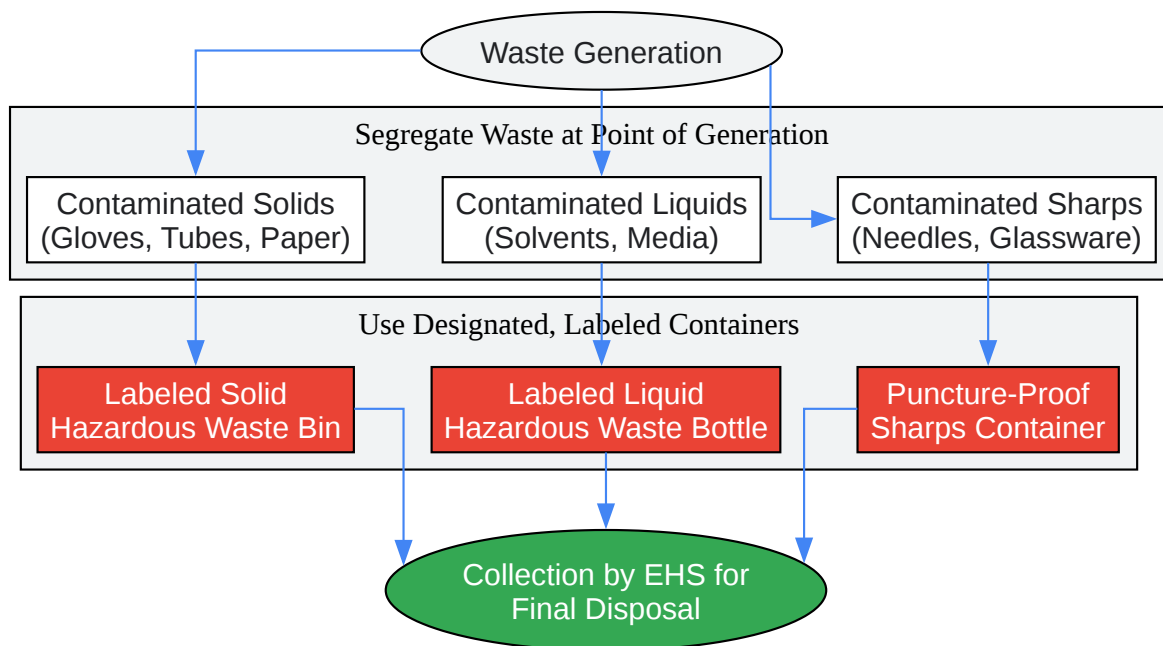 Waste Generation
Segregate Waste at Point of Generation
Contaminated Solids
(Gloves, Tubes, Paper)
Contaminated Liquids
(Solvents, Media)
Contaminated Sharps
(Needles, Glassware)
Use Designated, Labeled Containers
Labeled Solid
Hazardous Waste Bin
Labeled Liquid
Hazardous Waste Bottle
Puncture-Proof
Sharps Container
Collection by EHS for
Final Disposal